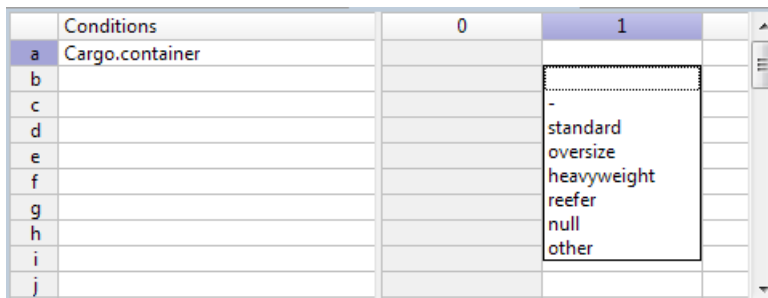 Conditions 0 1
a Cargo.container
b
-
c
standard
d
oversize
e
heavyweight
f
reefer
g
null
h
other
i
j